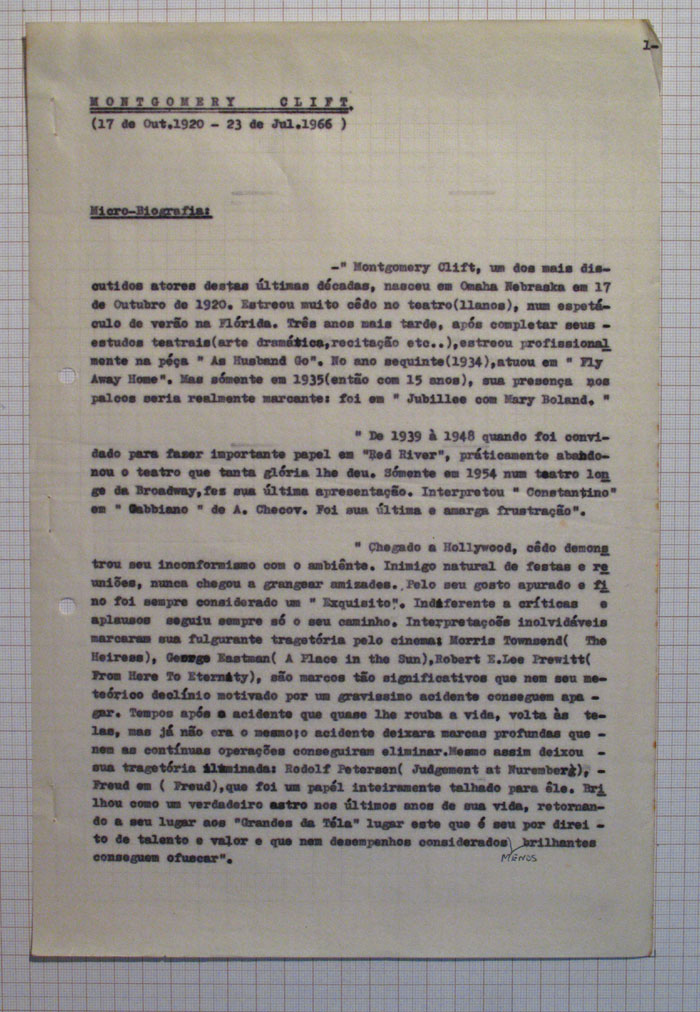 1-
MONTGOMERY CLIFT.
(17 de Out.1920 - 23 de Jul.1966 )
Micro-Biografia:
-" Montgomery Clift, um dos mais dis-
cutidos atores destas últimas décadas, nasceu em Omaha Nebraska em 17
de Outubro de 1920. Estreou muito cêdo no teatro(llanos), num espetá-
culo de verão na Flórida. Três anos mais tarde, após completar seus -
estudos teatrais(arte dramática,recitação etc..),estreou profissional
mente na péça " As Husband Go". No ano sequinte(1934),atuou em " Fly
Away Home". Mas sómente em 1935(então com 15 anos), sua presença nos
palcos seria realmente marcante: foi em " Jubillee com Mary Boland. "
" De 1939 à 1948 quando foi convi-
dado para fazer importante papel em "Red River", práticamente abando-
nou o teatro que tanta glória lhe deu. Sómente em 1954 num teatro lon
ge da Broadway,fez sua última apresentação. Interpretou " Constantino"
em " Gabbiano " de A. Checov. Foi sua última e amarga frustração".
" Chegado a Hollywood, cêdo demons
trou seu inconformismo com o ambiênte. Inimigo natural de festas e re
uniões, nunca chegou a grangear amizades. Pelo seu gosto apurado e fi
no foi sempre considerado um " Exquisito". Indiferente a críticas e
aplausos seguiu sempre só o seu caminho. Interpretações inolvidáveis
marcaram sua fulgurante tragetória pelo cinema: Morris Townsend( The
Heiress), George Eastman( A Place in the Sun),Robert E.Lee Prewitt(
From Here To Eternity), são marcos tão significativos que nem seu me-
teórico declínio motivado por um gravissimo acidente conseguem apa -
gar. Tempos após o acidente que quase lhe rouba a vida, volta às te-
las, mas já não era o mesmo;o acidente deixara marcas profundas que -
nem as contínuas operações conseguiram eliminar.Mesmo assim deixou -
sua tragetória iluminada: Rodolf Petersen( Judgement at Nuremberg), -
Freud em ( Freud),que foi um papél inteiramente talhado para êle. Bri
lhou como um verdadeiro astro nos últimos anos de sua vida, retornan-
do a seu lugar aos "Grandes da Téla" lugar este que é seu por direi -
to de talento e valor e que nem desempenhos considerados brilhantes
MENOS
conseguem ofuscar".